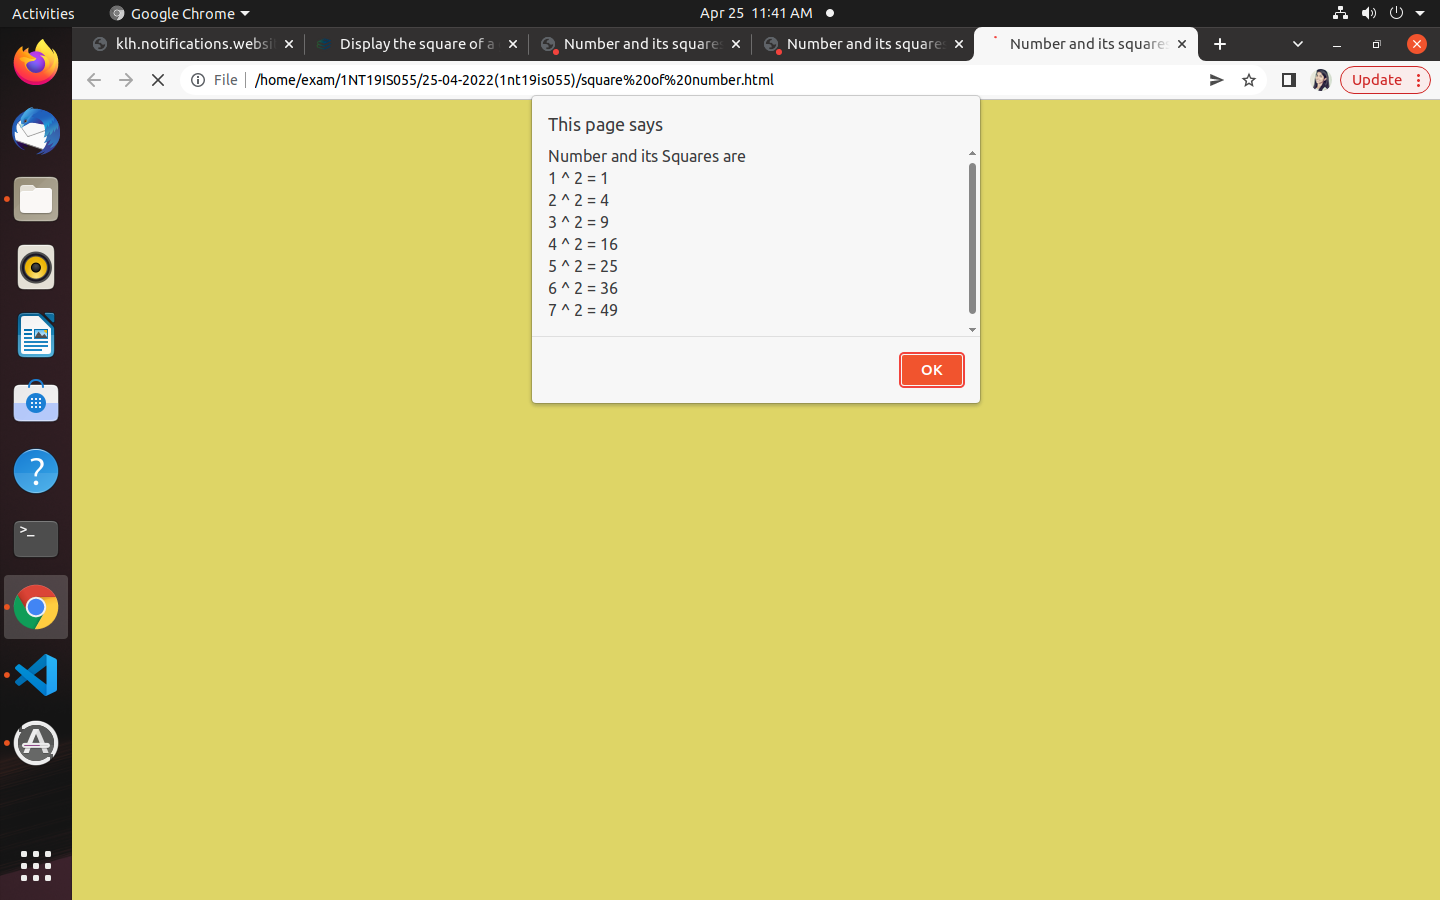 Activities
Google Chrome
Apr 25 11:41 AM
klh.notifications.websi
Display the square of a
Number and its squares
Number and its squares
Number and its squares
File
/home/exam/1NT19IS055/25-04-2022(1nt19is055)/square%20of%20number.html
Update
This page says
Number and its Squares are
1 ^ 2 = 1
2 ^ 2 = 4
3 ^ 2 = 9
4 ^ 2 = 16
5 ^ 2 = 25
6 ^ 2 = 36
7 ^ 2 = 49
OK